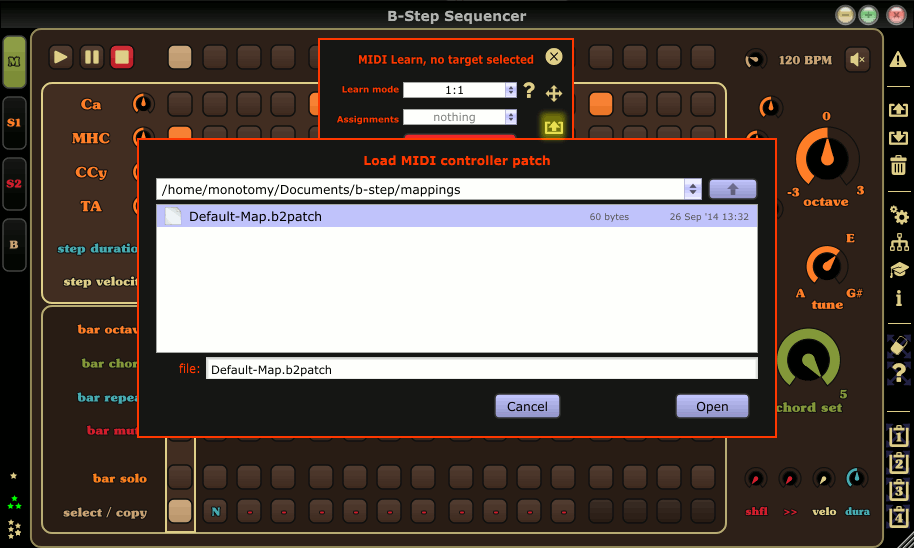 B-Step Sequencer
M
S1
S2
B
120 BPM
MIDI Learn, no target selected
Learn mode 1:1 ?
Assignments nothing
Ca
MHC
CCy
TA
step duration
step velocit
Load MIDI controller patch
/home/monotomy/Documents/b-step/mappings
Default-Map.b2patch 60 bytes 26 Sep '14 13:32
file: Default-Map.b2patch
Cancel Open
0
-3 3
octave
E
A G#
tune
5
chord set
bar octav
bar chor
bar repea
bar mut
bar solo
select / copy
N - - - - - - - - - -
shfl >> velo dura
i
?
1
2
3
4